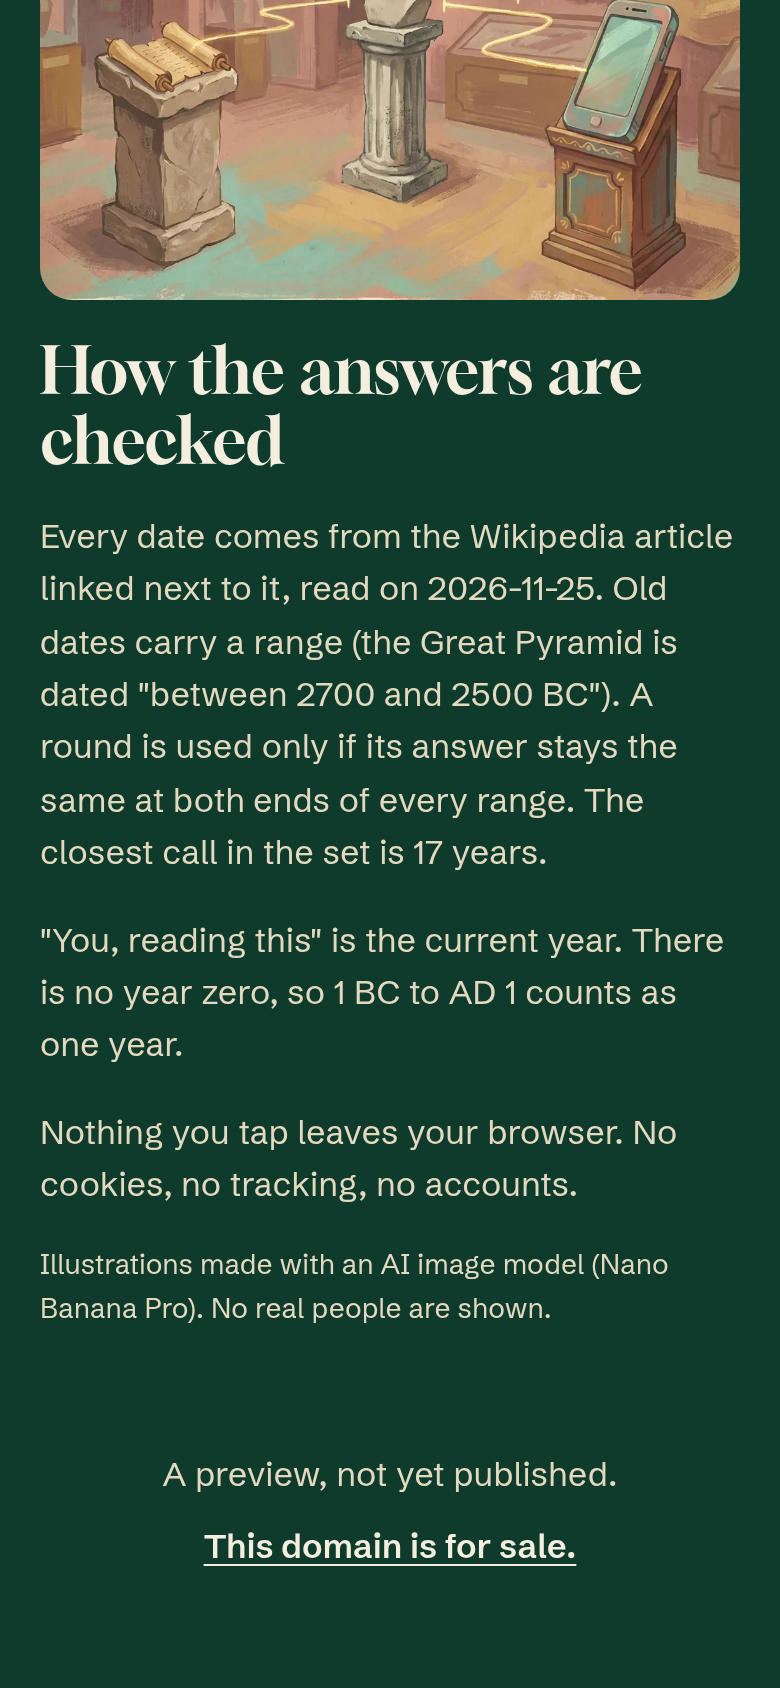 How the answers are
checked
Every date comes from the Wikipedia article
linked next to it, read on 2026-11-25. Old
dates carry a range (the Great Pyramid is
dated "between 2700 and 2500 BC"). A
round is used only if its answer stays the
same at both ends of every range. The
closest call in the set is 17 years.
"You, reading this" is the current year. There
is no year zero, so 1 BC to AD 1 counts as
one year.
Nothing you tap leaves your browser. No
cookies, no tracking, no accounts.
Illustrations made with an AI image model (Nano
Banana Pro). No real people are shown.
A preview, not yet published.
This domain is for sale.